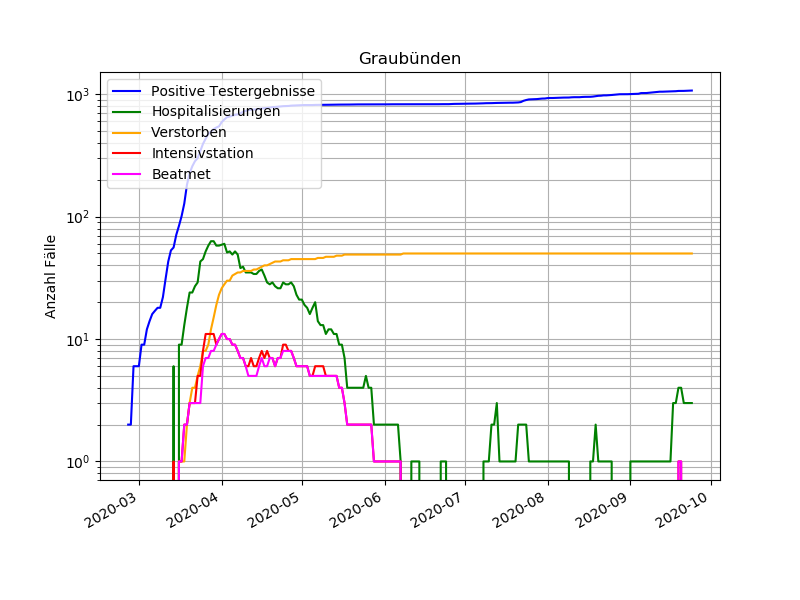 Graubünden
Positive Testergebnisse
Hospitalisierungen
Verstorben
Intensivstation
Beatmet
Anzahl Fälle
10³
10²
10¹
10⁰
2020-03
2020-04
2020-05
2020-06
2020-07
2020-08
2020-09
2020-10